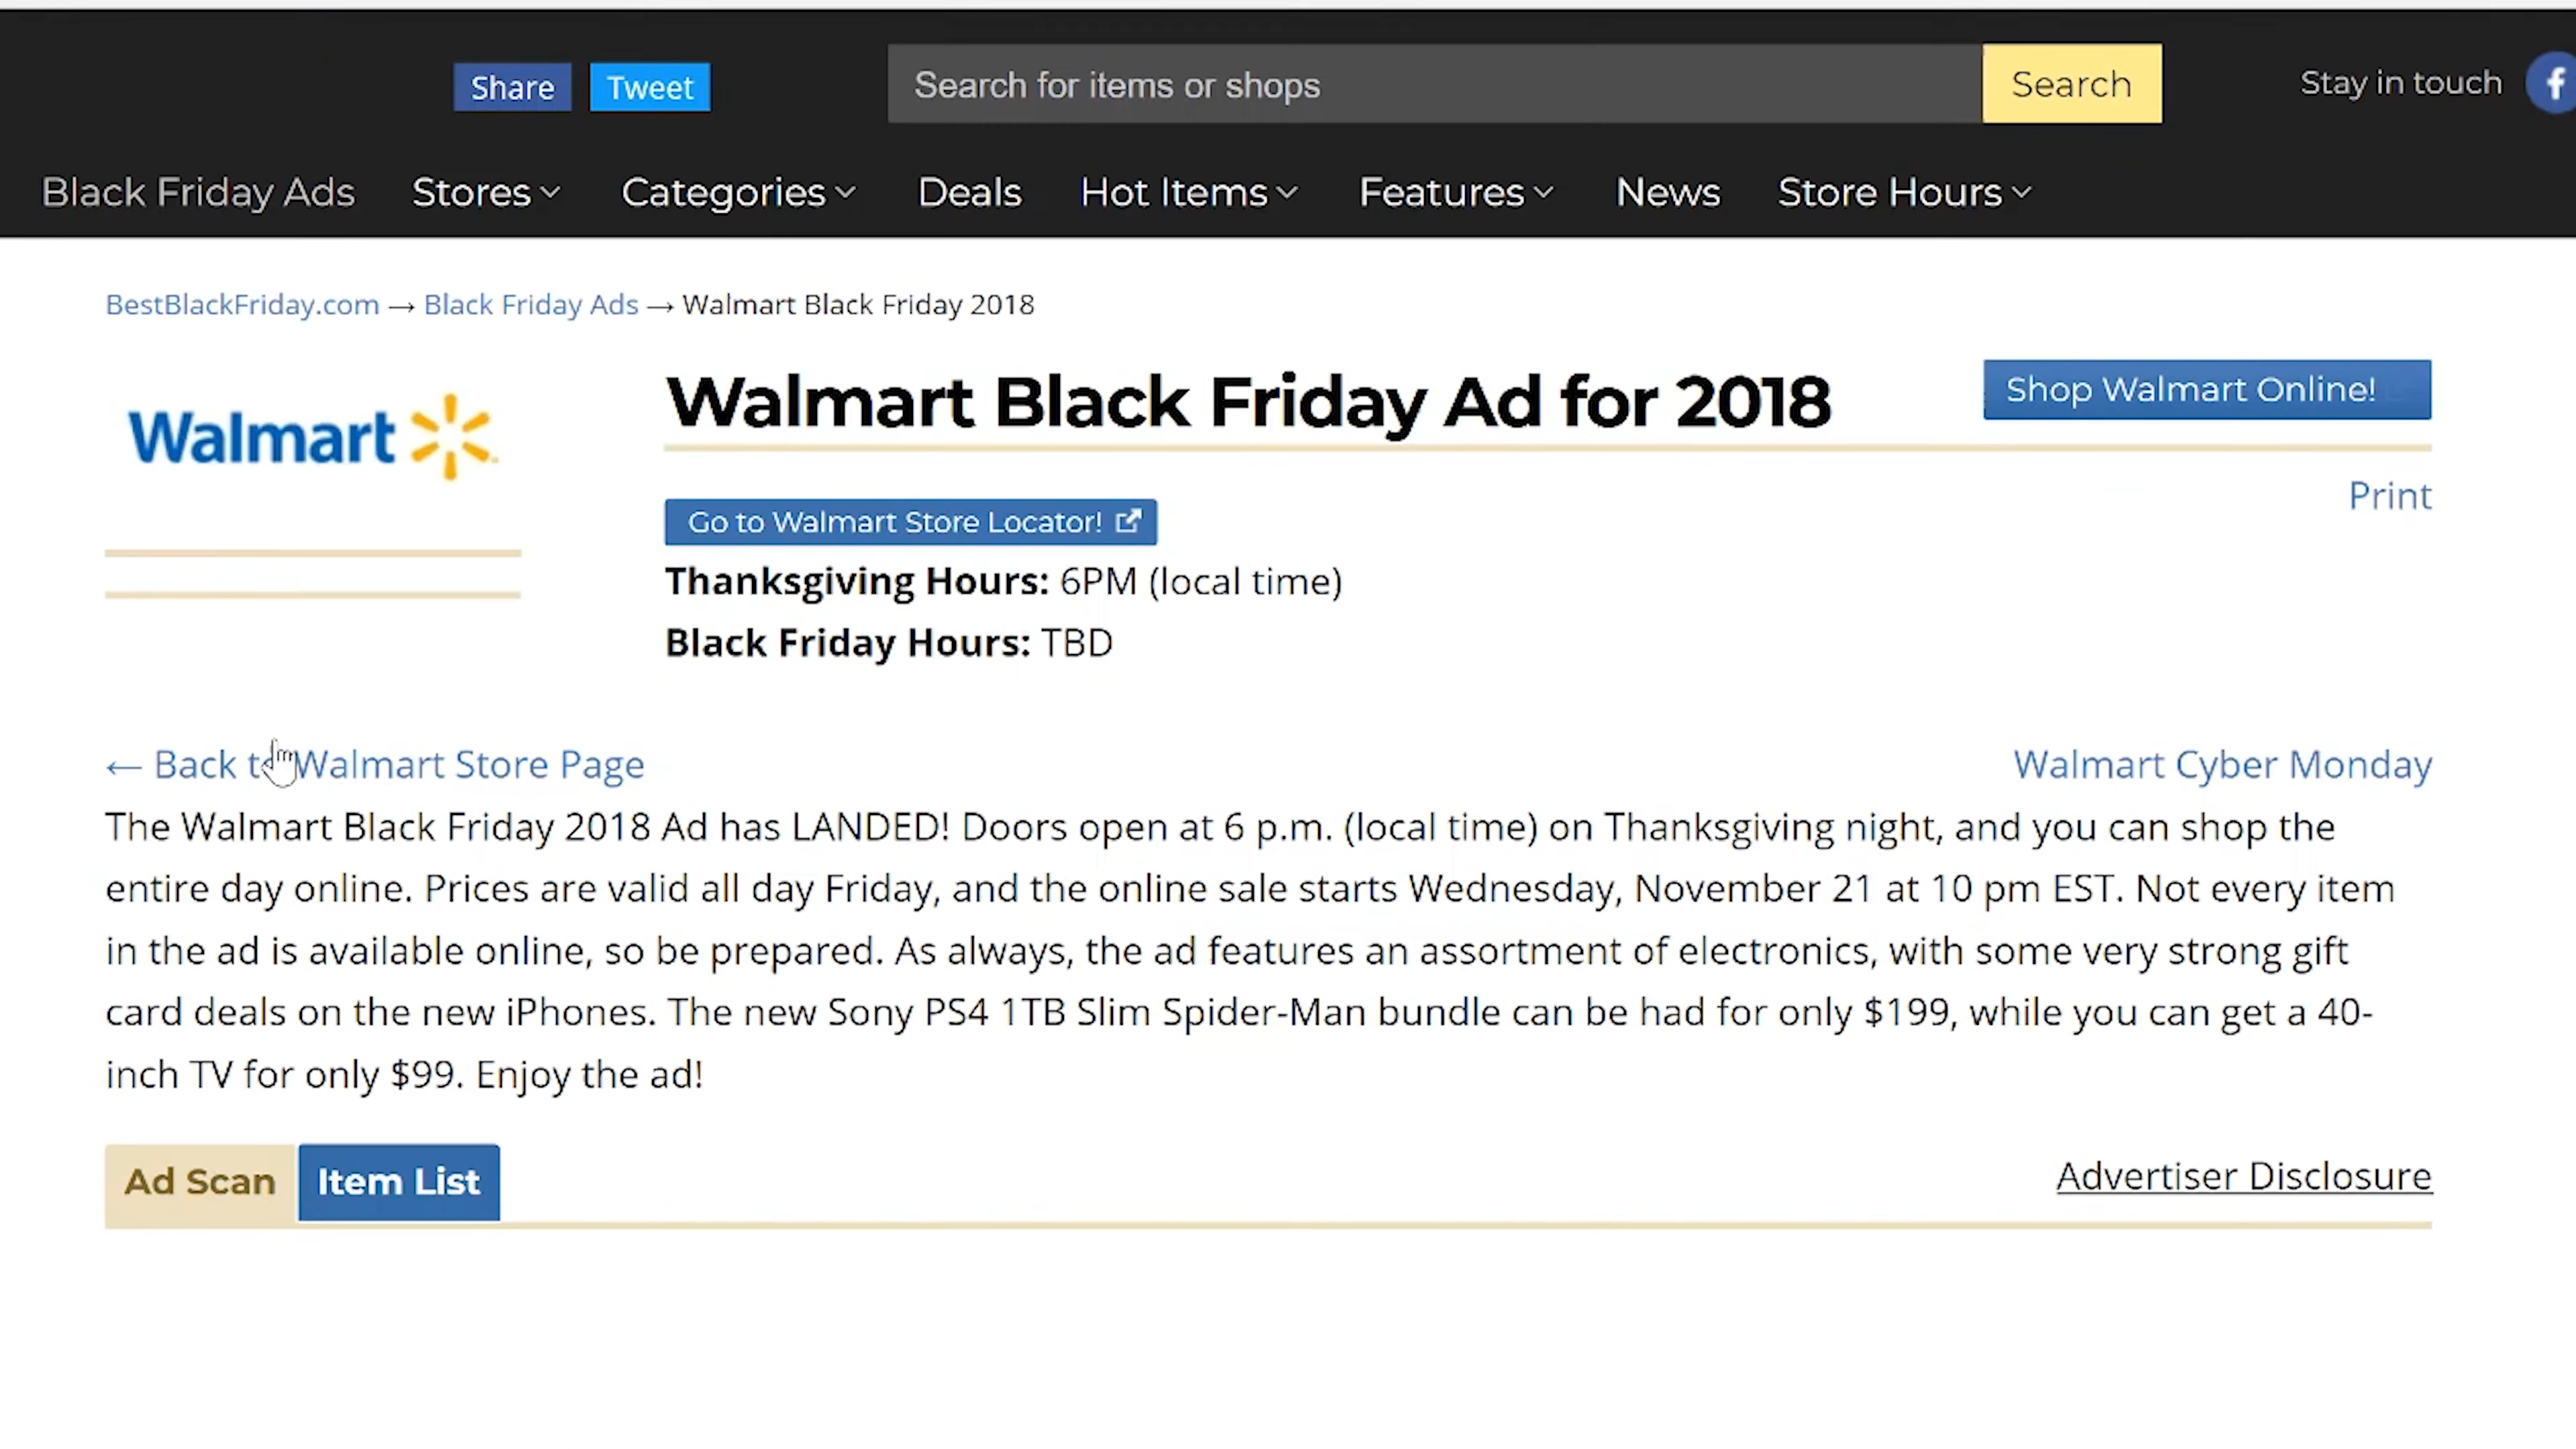 Share Tweet Search for items or shops Search Stay in touch
Black Friday Ads Stores Categories Deals Hot Items Features News Store Hours
BestBlackFriday.com → Black Friday Ads → Walmart Black Friday 2018
Walmart
Walmart Black Friday Ad for 2018
Shop Walmart Online!
Print
Go to Walmart Store Locator!
Thanksgiving Hours: 6PM (local time)
Black Friday Hours: TBD
← Back to Walmart Store Page
Walmart Cyber Monday
The Walmart Black Friday 2018 Ad has LANDED! Doors open at 6 p.m. (local time) on Thanksgiving night, and you can shop the
entire day online. Prices are valid all day Friday, and the online sale starts Wednesday, November 21 at 10 pm EST. Not every item
in the ad is available online, so be prepared. As always, the ad features an assortment of electronics, with some very strong gift
card deals on the new iPhones. The new Sony PS4 1TB Slim Spider-Man bundle can be had for only $199, while you can get a 40-
inch TV for only $99. Enjoy the ad!
Ad Scan Item List
Advertiser Disclosure